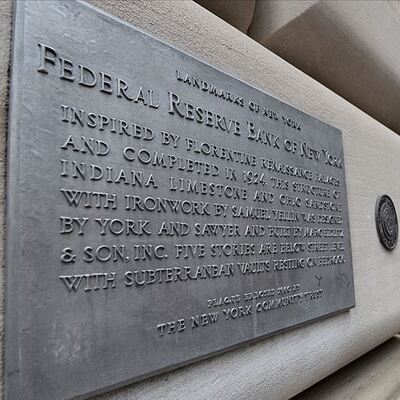 LANDMARKS OF NEW YORK
FEDERAL RESERVE BANK OF NEW YORK
INSPIRED BY FLORENTINE RENAISSANCE PALACES
AND COMPLETED IN 1924, THIS STRUCTURE OF
INDIANA LIMESTONE AND OHIO SANDSTONE
WITH IRONWORK BY SAMUEL YELLIN WAS DESIGNED
BY YORK AND SAWYER AND BUILT BY MARC EIDLITZ
& SON, INC. FIVE STORIES ARE BELOW STREET LEVEL
WITH SUBTERRANEAN VAULTS RESTING ON BEDROCK.
PLAQUE ERECTED BY
THE NEW YORK COMMUNITY TRUST